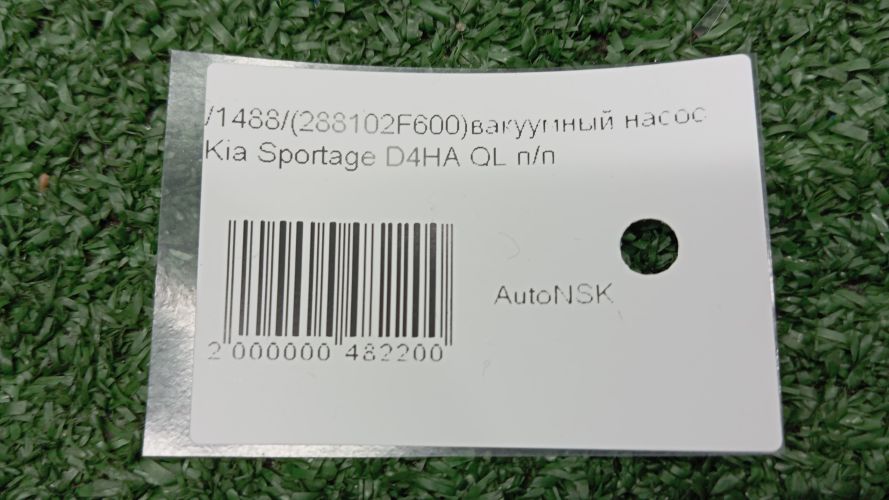 /1488/(288102F600)вакуумный насос
Kia Sportage D4HA QL п/п
AutoNSK
2 000000 482200